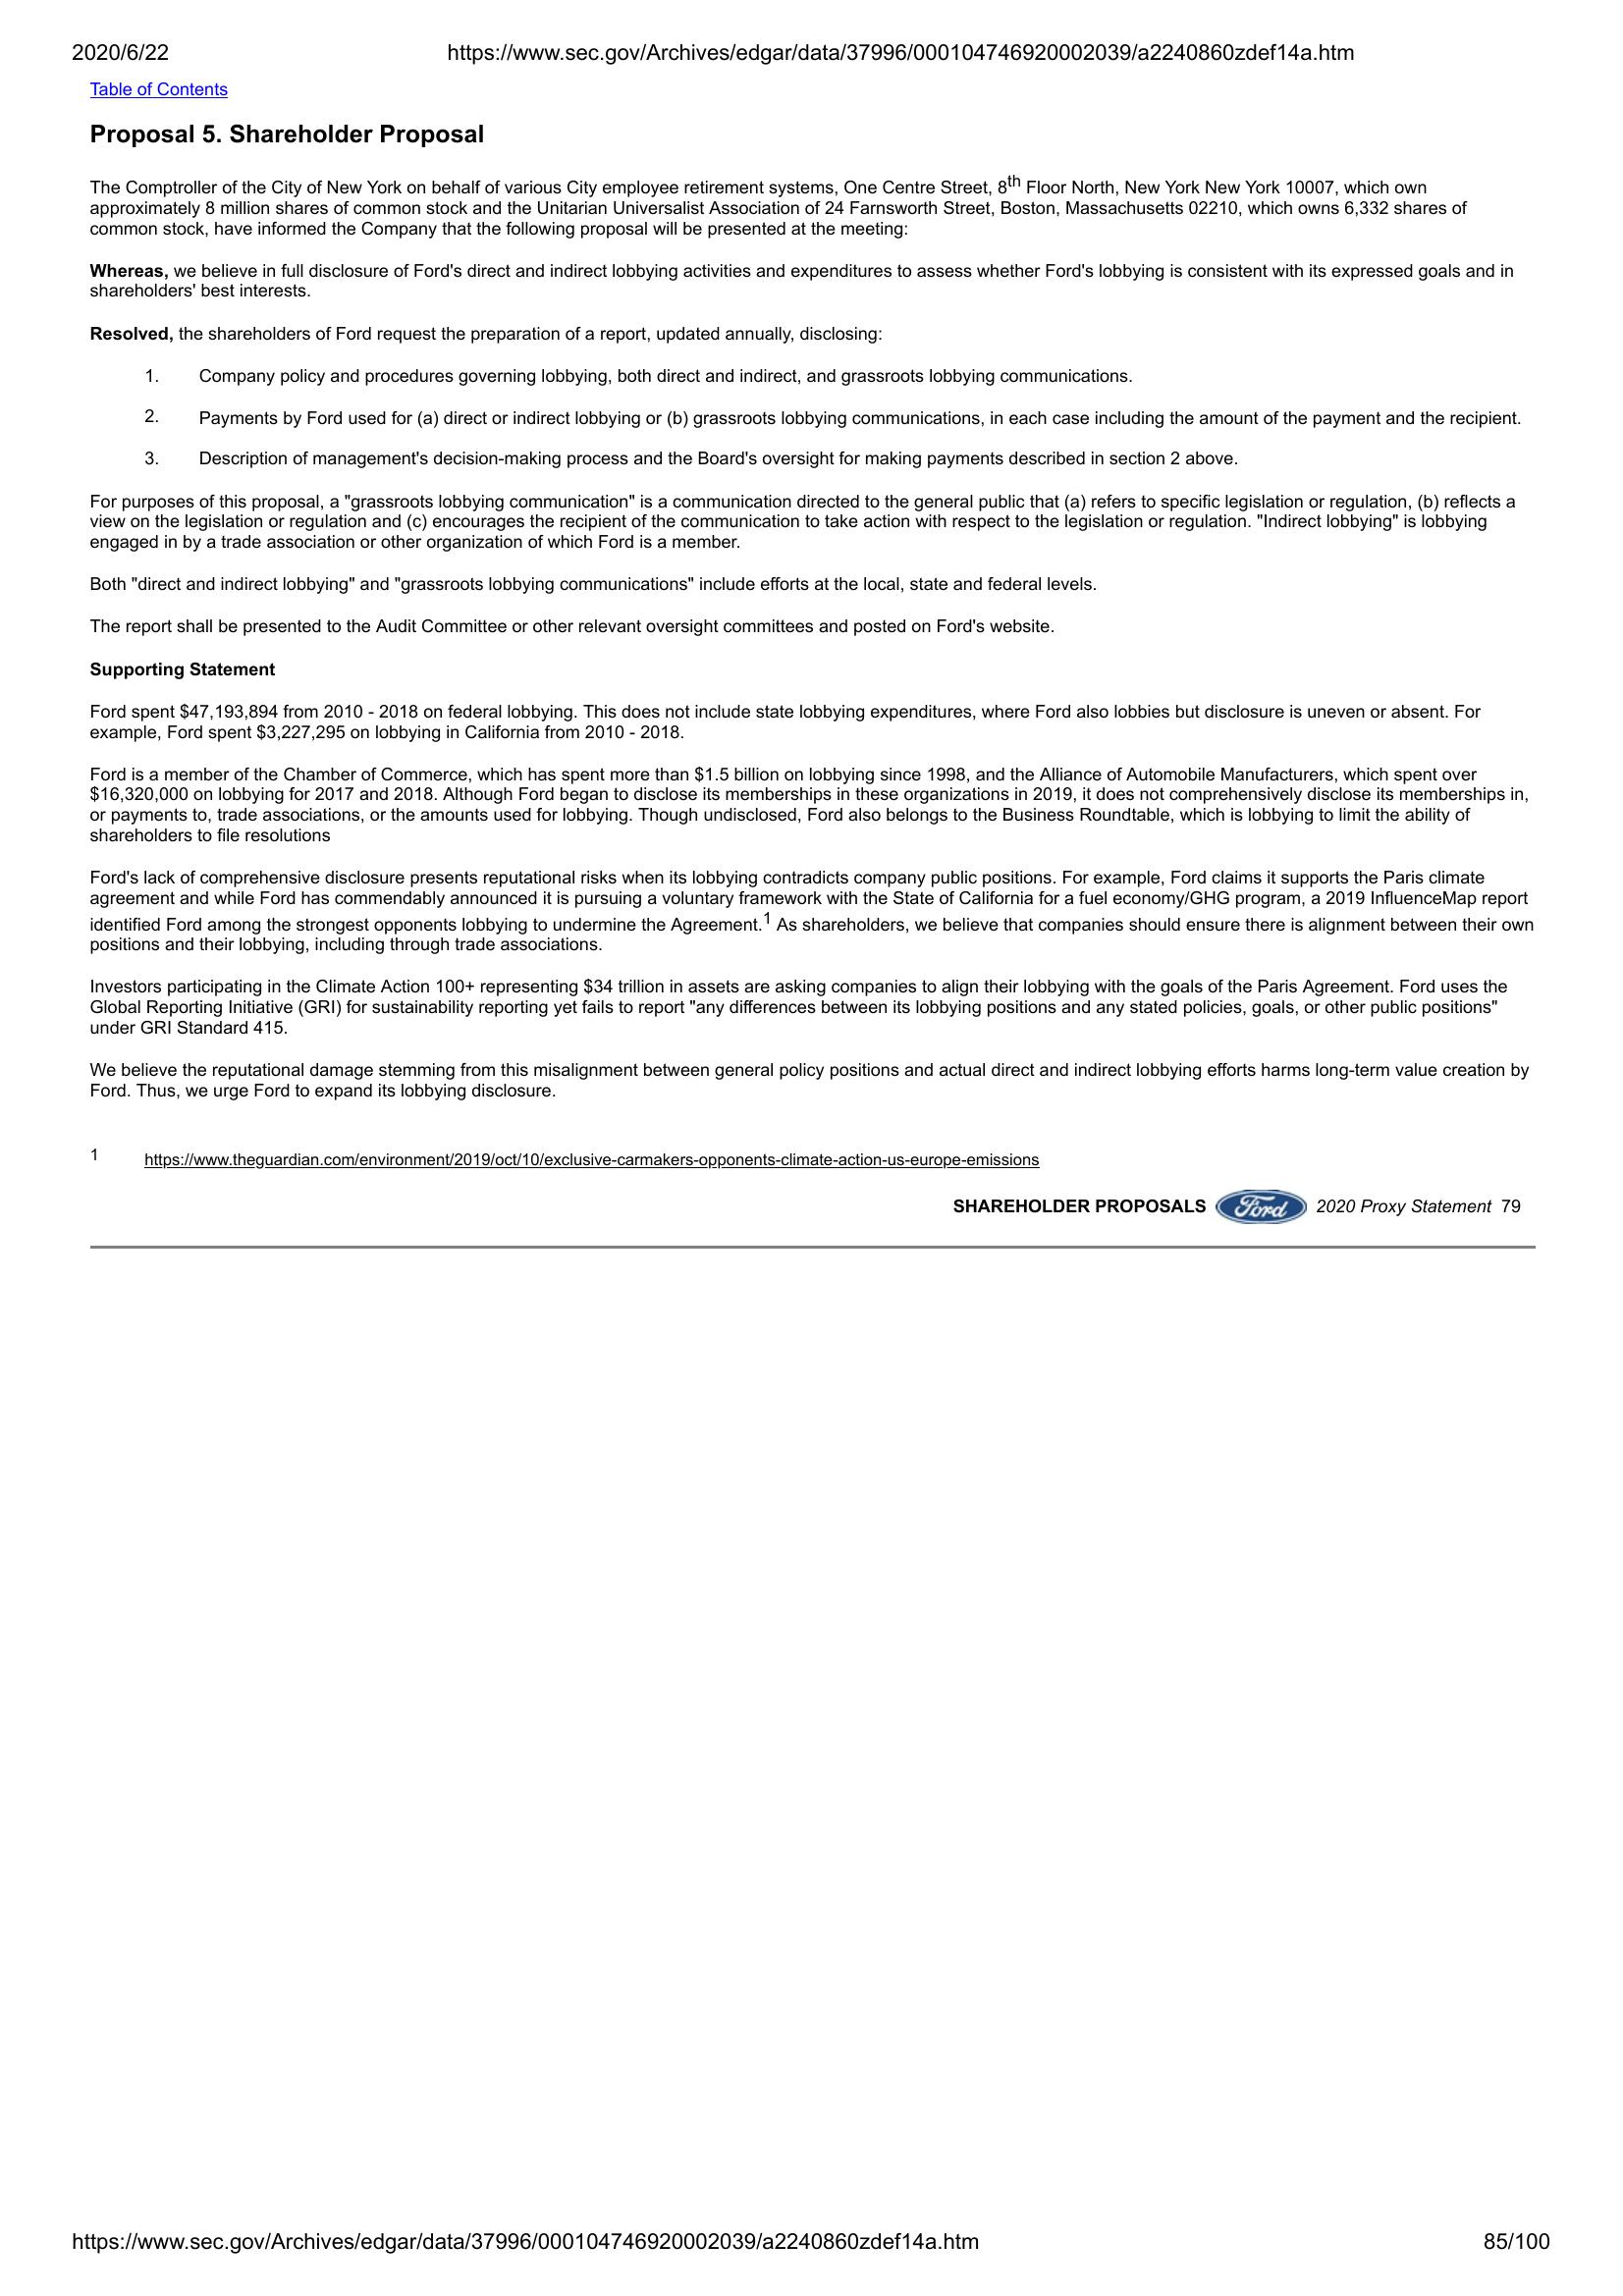 2020/6/22 https://www.sec.gov/Archives/edgar/data/37996/000104746920002039/a2240860zdef14a.htm
Table of Contents
Proposal 5. Shareholder Proposal
The Comptroller of the City of New York on behalf of various City employee retirement systems, One Centre Street, 8th Floor North, New York New York 10007, which own
approximately 8 million shares of common stock and the Unitarian Universalist Association of 24 Farnsworth Street, Boston, Massachusetts 02210, which owns 6,332 shares of
common stock, have informed the Company that the following proposal will be presented at the meeting:
Whereas, we believe in full disclosure of Ford's direct and indirect lobbying activities and expenditures to assess whether Ford's lobbying is consistent with its expressed goals and in
shareholders' best interests.
Resolved, the shareholders of Ford request the preparation of a report, updated annually, disclosing:
1. Company policy and procedures governing lobbying, both direct and indirect, and grassroots lobbying communications.
2. Payments by Ford used for (a) direct or indirect lobbying or (b) grassroots lobbying communications, in each case including the amount of the payment and the recipient.
3. Description of management's decision-making process and the Board's oversight for making payments described in section 2 above.
For purposes of this proposal, a "grassroots lobbying communication" is a communication directed to the general public that (a) refers to specific legislation or regulation, (b) reflects a
view on the legislation or regulation and (c) encourages the recipient of the communication to take action with respect to the legislation or regulation. "Indirect lobbying" is lobbying
engaged in by a trade association or other organization of which Ford is a member.
Both "direct and indirect lobbying" and "grassroots lobbying communications" include efforts at the local, state and federal levels.
The report shall be presented to the Audit Committee or other relevant oversight committees and posted on Ford's website.
Supporting Statement
Ford spent $47,193,894 from 2010 - 2018 on federal lobbying. This does not include state lobbying expenditures, where Ford also lobbies but disclosure is uneven or absent. For
example, Ford spent $3,227,295 on lobbying in California from 2010 - 2018.
Ford is a member of the Chamber of Commerce, which has spent more than $1.5 billion on lobbying since 1998, and the Alliance of Automobile Manufacturers, which spent over
$16,320,000 on lobbying for 2017 and 2018. Although Ford began to disclose its memberships in these organizations in 2019, it does not comprehensively disclose its memberships in,
or payments to, trade associations, or the amounts used for lobbying. Though undisclosed, Ford also belongs to the Business Roundtable, which is lobbying to limit the ability of
shareholders to file resolutions
Ford's lack of comprehensive disclosure presents reputational risks when its lobbying contradicts company public positions. For example, Ford claims it supports the Paris climate
agreement and while Ford has commendably announced it is pursuing a voluntary framework with the State of California for a fuel economy/GHG program, a 2019 InfluenceMap report
identified Ford among the strongest opponents lobbying to undermine the Agreement.1 As shareholders, we believe that companies should ensure there is alignment between their own
positions and their lobbying, including through trade associations.
Investors participating in the Climate Action 100+ representing $34 trillion in assets are asking companies to align their lobbying with the goals of the Paris Agreement. Ford uses the
Global Reporting Initiative (GRI) for sustainability reporting yet fails to report "any differences between its lobbying positions and any stated policies, goals, or other public positions"
under GRI Standard 415.
We believe the reputational damage stemming from this misalignment between general policy positions and actual direct and indirect lobbying efforts harms long-term value creation by
Ford. Thus, we urge Ford to expand its lobbying disclosure.
1 https://www.theguardian.com/environment/2019/oct/10/exclusive-carmakers-opponents-climate-action-us-europe-emissions
SHAREHOLDER PROPOSALS Ford 2020 Proxy Statement 79
https://www.sec.gov/Archives/edgar/data/37996/000104746920002039/a2240860zdef14a.htm 85/100